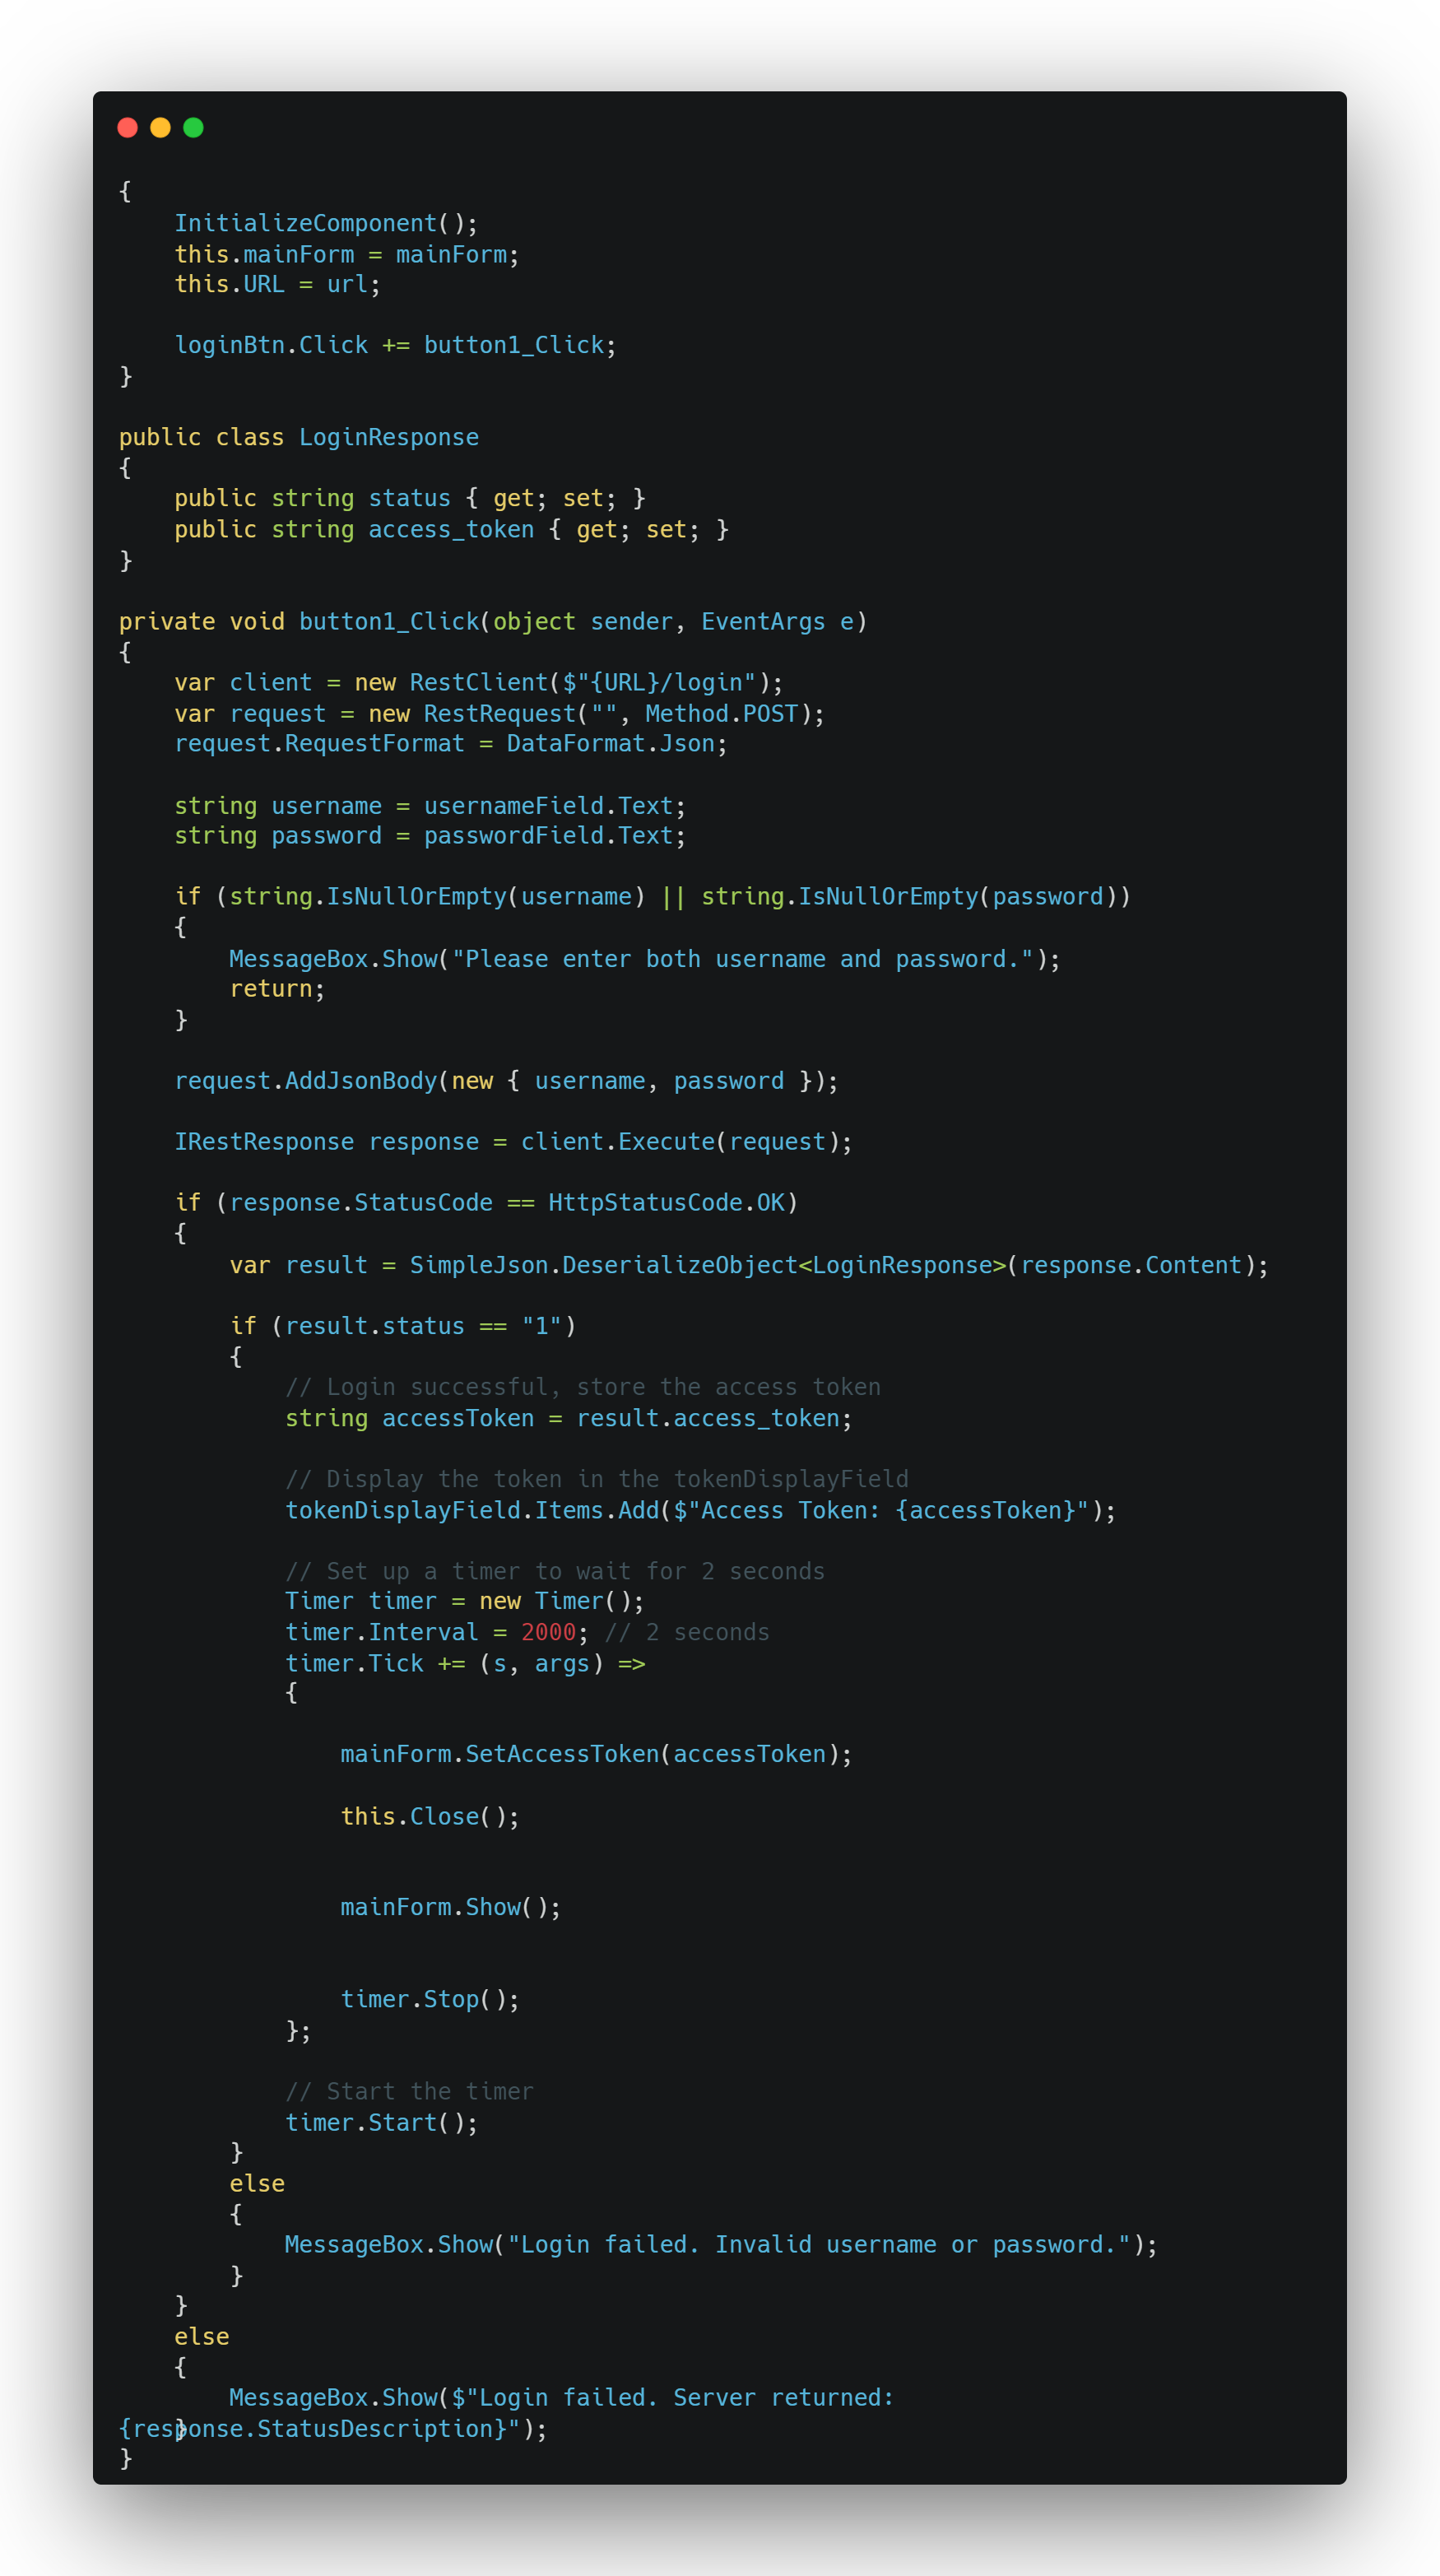 {
    InitializeComponent();
    this.mainForm = mainForm;
    this.URL = url;

    loginBtn.Click += button1_Click;
}

public class LoginResponse
{
    public string status { get; set; }
    public string access_token { get; set; }
}

private void button1_Click(object sender, EventArgs e)
{
    var client = new RestClient($"{URL}/login");
    var request = new RestRequest("", Method.POST);
    request.RequestFormat = DataFormat.Json;

    string username = usernameField.Text;
    string password = passwordField.Text;

    if (string.IsNullOrEmpty(username) || string.IsNullOrEmpty(password))
    {
        MessageBox.Show("Please enter both username and password.");
        return;
    }

    request.AddJsonBody(new { username, password });

    IRestResponse response = client.Execute(request);

    if (response.StatusCode == HttpStatusCode.OK)
    {
        var result = SimpleJson.DeserializeObject<LoginResponse>(response.Content);

        if (result.status == "1")
        {
            // Login successful, store the access token
            string accessToken = result.access_token;

            // Display the token in the tokenDisplayField
            tokenDisplayField.Items.Add($"Access Token: {accessToken}");

            // Set up a timer to wait for 2 seconds
            Timer timer = new Timer();
            timer.Interval = 2000; // 2 seconds
            timer.Tick += (s, args) =>
            {

                mainForm.SetAccessToken(accessToken);

                this.Close();


                mainForm.Show();


                timer.Stop();
            };

            // Start the timer
            timer.Start();
        }
        else
        {
            MessageBox.Show("Login failed. Invalid username or password.");
        }
    }
    else
    {
        MessageBox.Show($"Login failed. Server returned:
{response.StatusDescription}");
    }
}